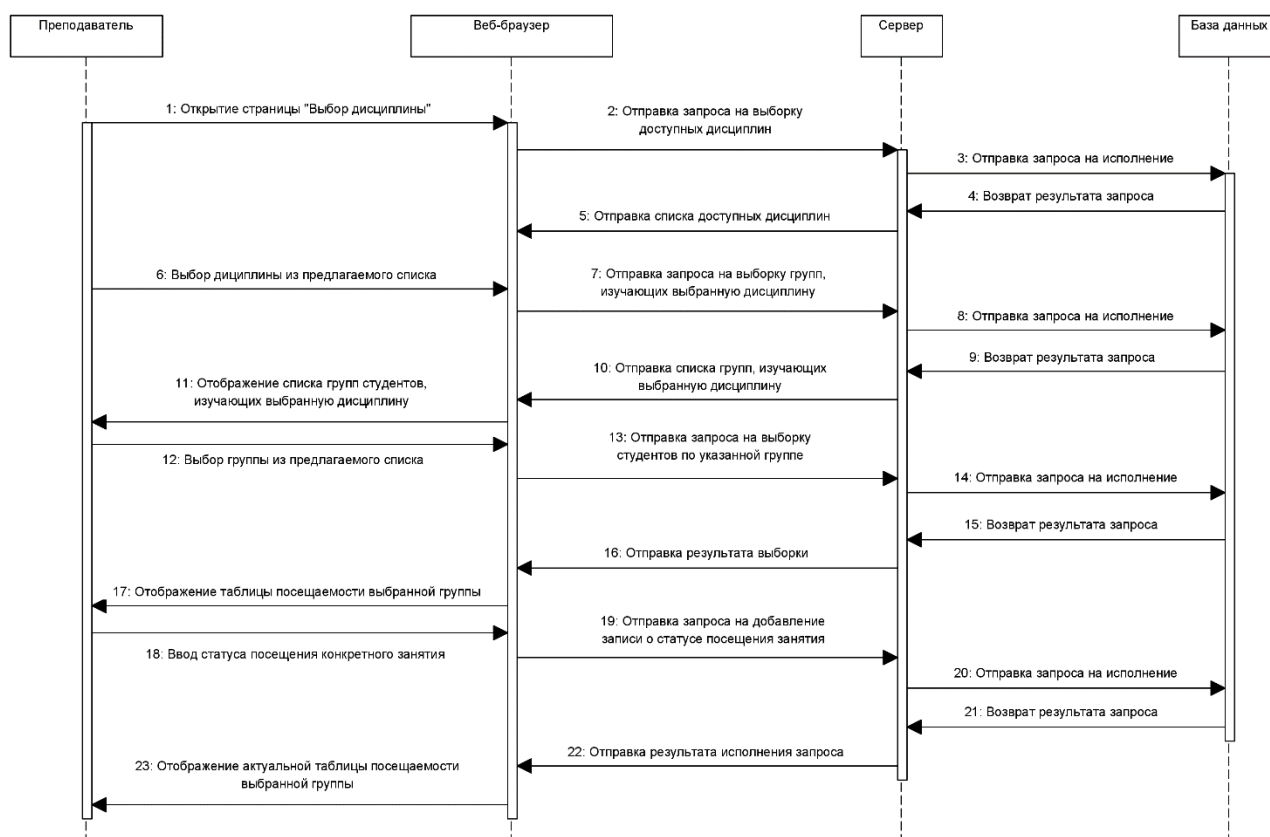 Преподаватель
Веб-браузер
Сервер
База данных
1: Открытие страницы "Выбор дисциплины"
2: Отправка запроса на выборку
доступных дисциплин
3: Отправка запроса на исполнение
4: Возврат результата запроса
5: Отправка списка доступных дисциплин
6: Выбор дициплины из предлагаемого списка
7: Отправка запроса на выборку групп,
изучающих выбранную дисциплину
8: Отправка запроса на исполнение
9: Возврат результата запроса
10: Отправка списка групп, изучающих
выбранную дисциплину
11: Отображение списка групп студентов,
изучающих выбранную дисциплину
12: Выбор группы из предлагаемого списка
13: Отправка запроса на выборку
студентов по указанной группе
14: Отправка запроса на исполнение
15: Возврат результата запроса
16: Отправка результата выборки
17: Отображение таблицы посещаемости выбранной группы
18: Ввод статуса посещения конкретного занятия
19: Отправка запроса на добавление
записи о статусе посещения занятия
20: Отправка запроса на исполнение
21: Возврат результата запроса
22: Отправка результата исполнения запроса
23: Отображение актуальной таблицы посещаемости
выбранной группы